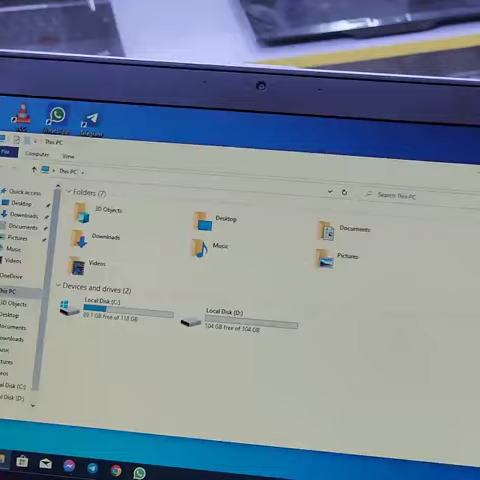 Telegram
This PC
File Computer View
This PC
Search This PC
Quick access
Desktop
Downloads
Documents
Pictures
Music
Videos
OneDrive
This PC
3D Objects
Desktop
Documents
Downloads
Music
Pictures
Videos
Local Disk (C:)
Local Disk (D:)
Folders (7)
3D Objects
Desktop
Documents
Downloads
Music
Pictures
Videos
Devices and drives (2)
Local Disk (C:)
89.1 GB free of 118 GB
Local Disk (D:)
104 GB free of 104 GB